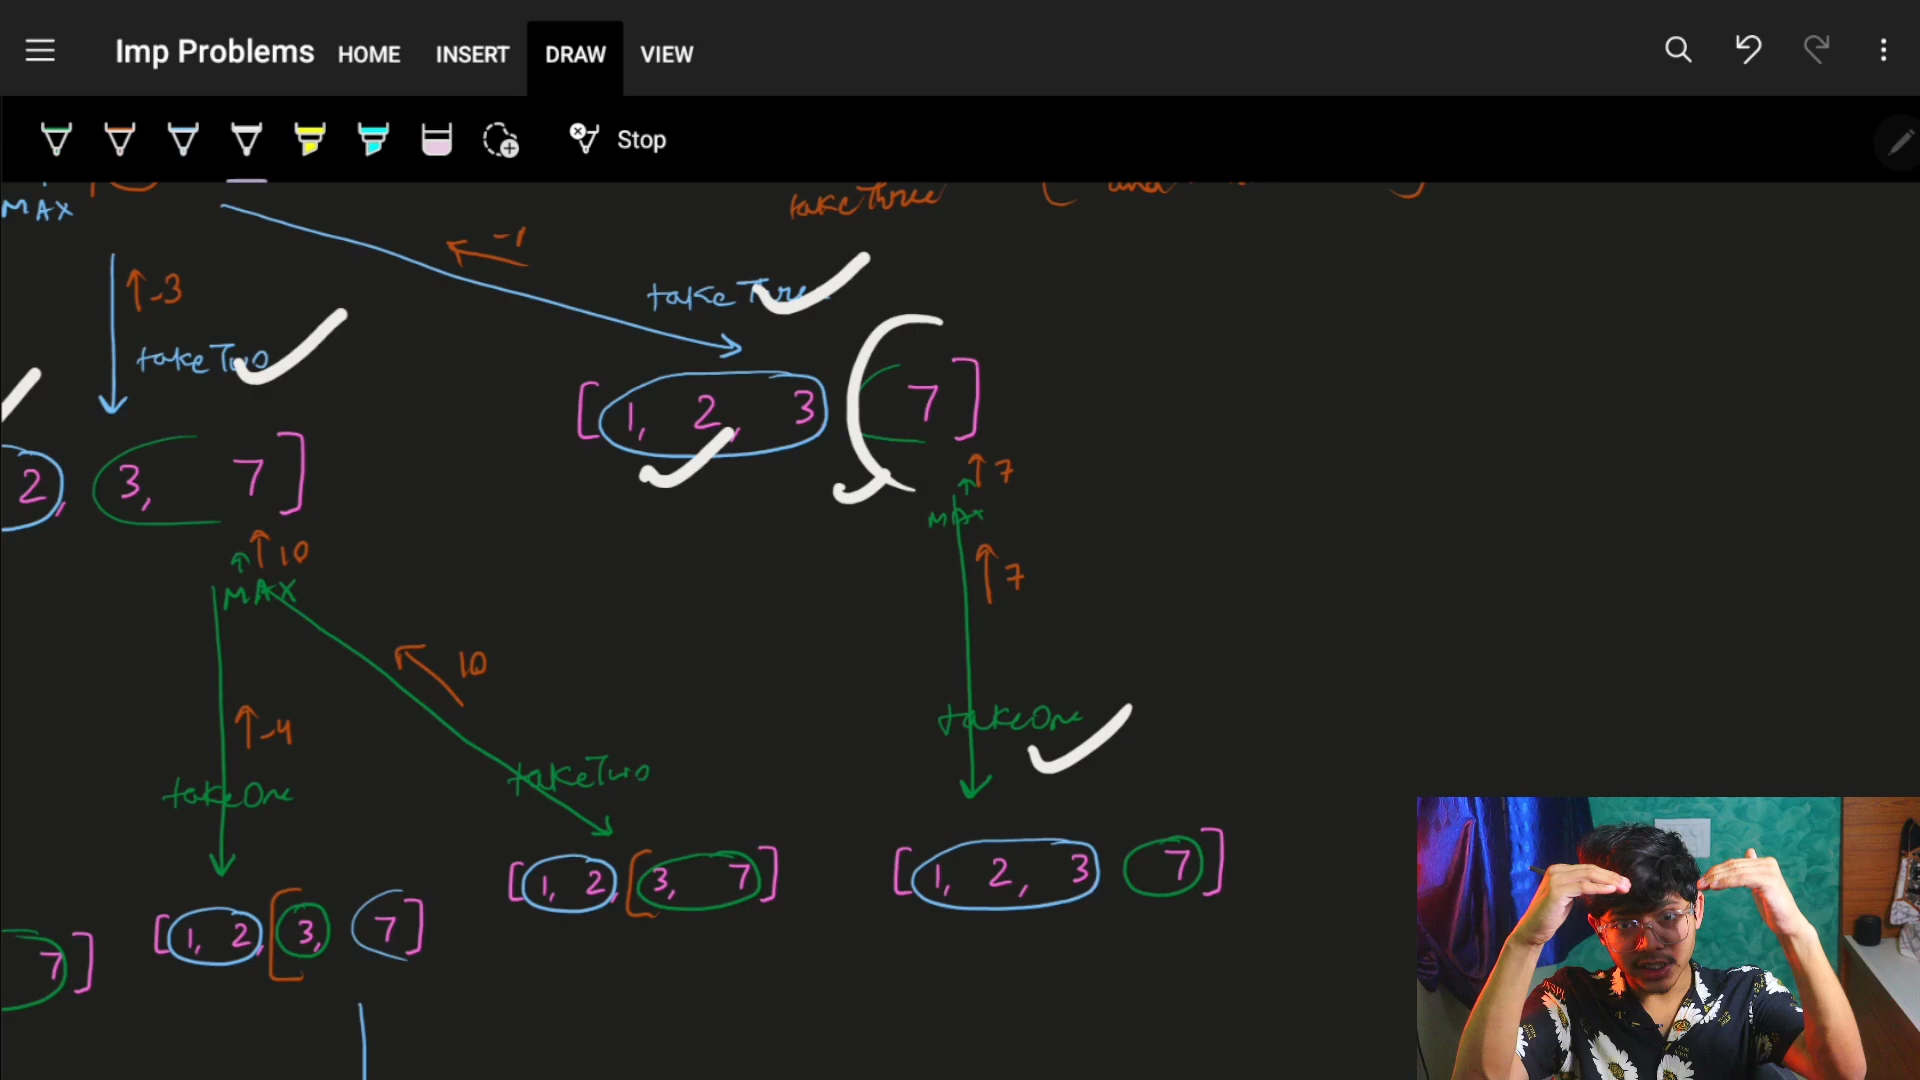 Imp Problems HOME INSERT DRAW VIEW
Stop
MAX
takeThree
and
-1
-3
takeThree
takeTwo
[1, 2, 3 7]
2, 3, 7]
7
MAX
10
MAX
7
10
-4
takeOne
takeTwo
takeOne
[1, 2, 3 7]
[1, 2, [3, 7]
[1, 2, [3, 7]
7]